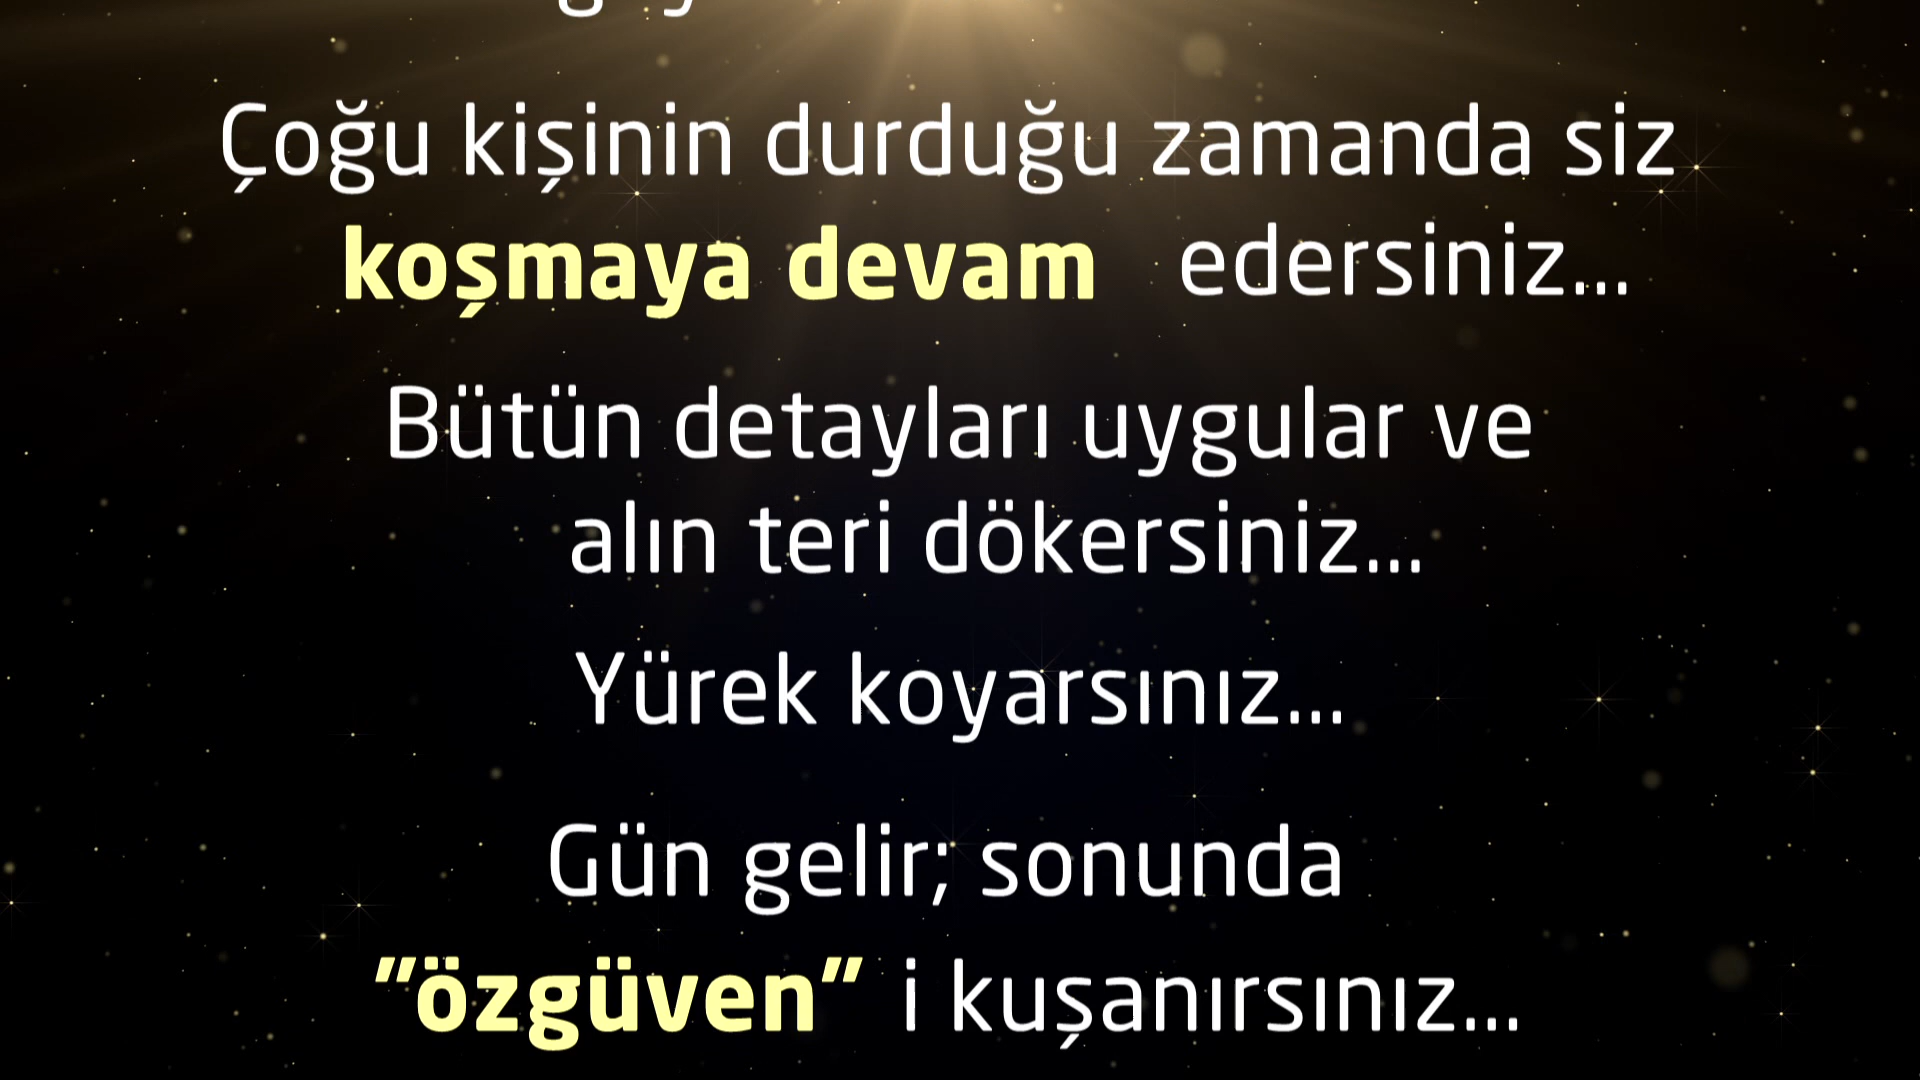 Çoğu kişinin durduğu zamanda siz
koşmaya devam edersiniz...
Bütün detayları uygular ve
alın teri dökersiniz...
Yürek koyarsınız...
Gün gelir; sonunda
"özgüven" i kuşanırsınız...